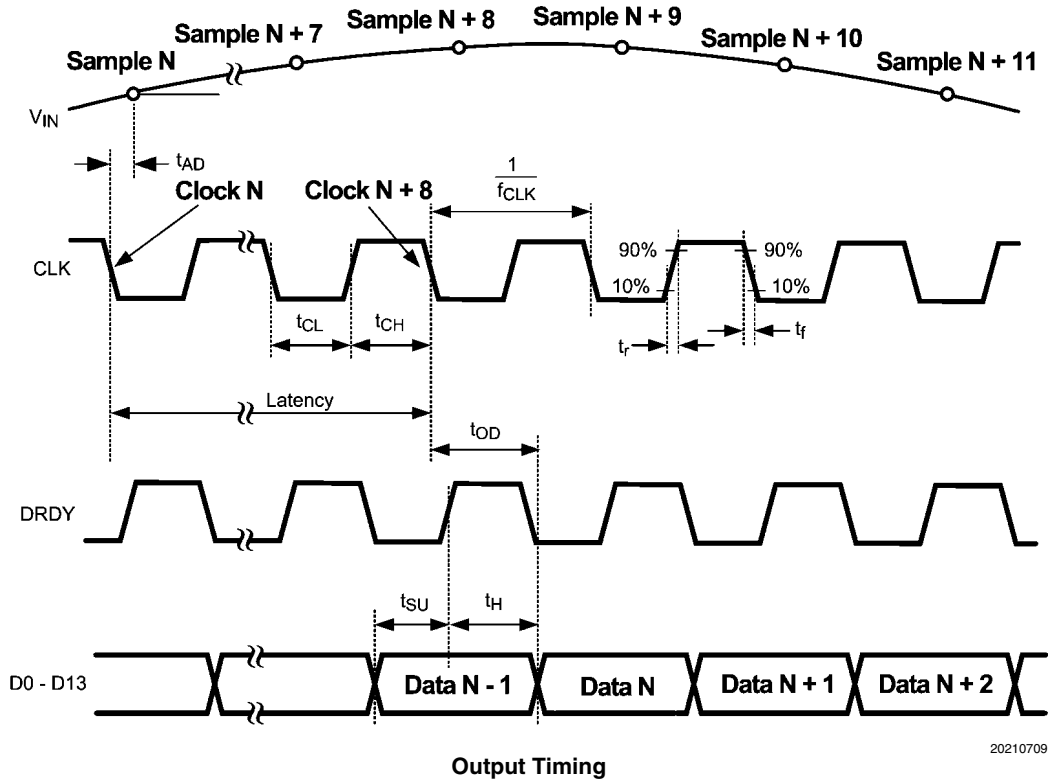 Sample N
Sample N + 7
Sample N + 8
Sample N + 9
Sample N + 10
Sample N + 11
VIN
tAD
Clock N
Clock N + 8
1
fCLK
CLK
90%
10%
90%
10%
tCL
tCH
tr
tf
Latency
tOD
DRDY
tSU
tH
D0 - D13
Data N - 1
Data N
Data N + 1
Data N + 2
20210709
Output Timing